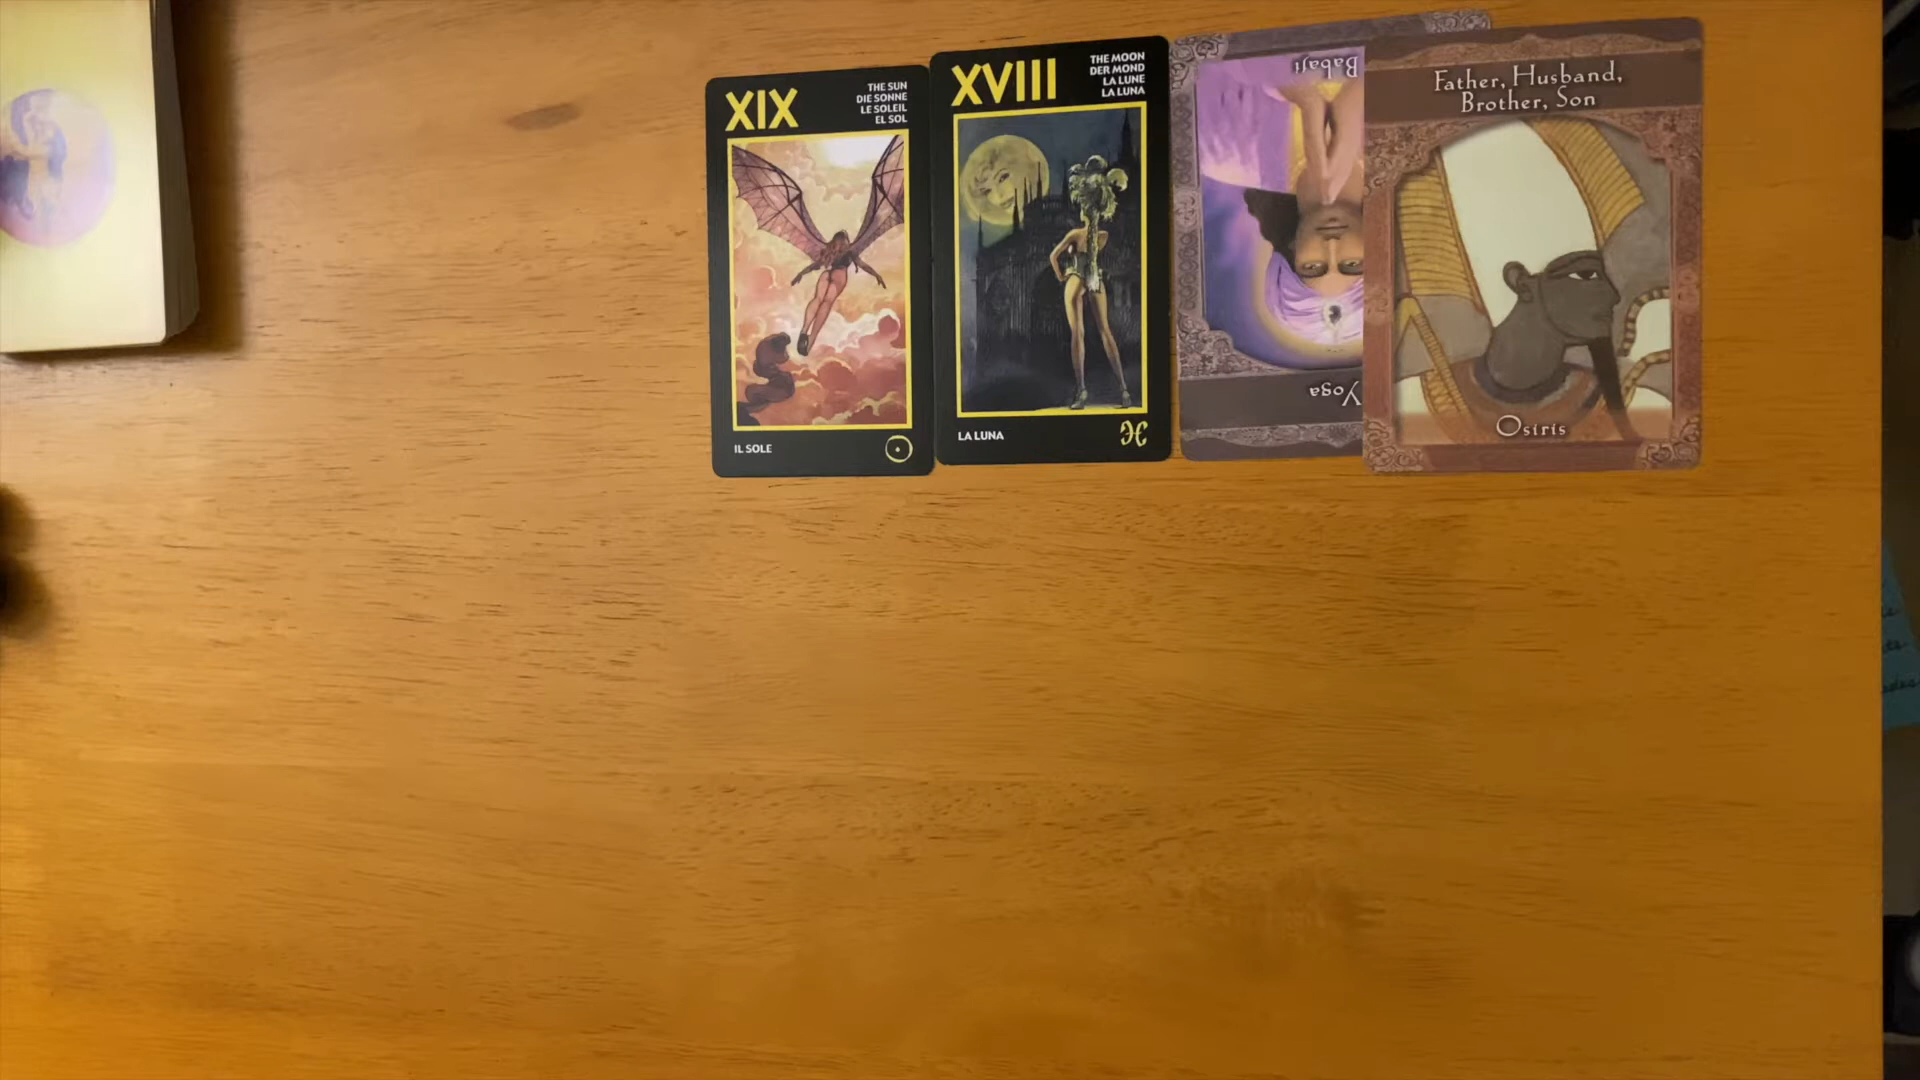 XIX
THE SUN
DIE SONNE
LE SOLEIL
EL SOL
IL SOLE
XVIII
THE MOON
DER MOND
LA LUNE
LA LUNA
LA LUNA
Babaji
Yoga
Father, Husband,
Brother, Son
Osiris